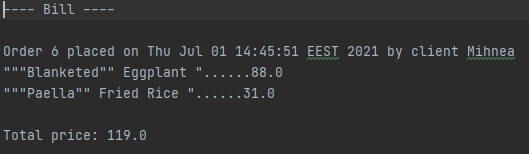 ---- Bill ----
Order 6 placed on Thu Jul 01 14:45:51 EEST 2021 by client Mihnea
"""Blanketed"" Eggplant "......88.0
"""Paella"" Fried Rice "......31.0
Total price: 119.0